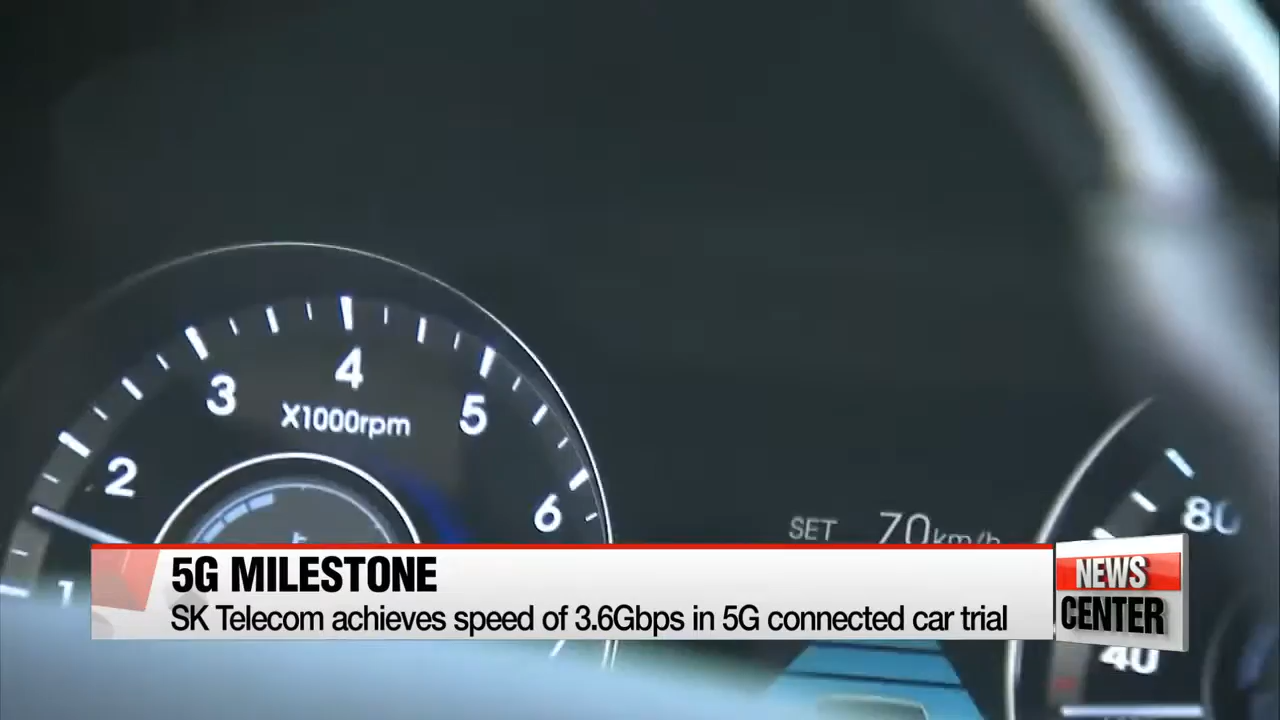 4
3
5
X1000rpm
2
6
80
SET 70km/h
1
5G MILESTONE
SK Telecom achieves speed of 3.6Gbps in 5G connected car trial
NEWS
CENTER
40